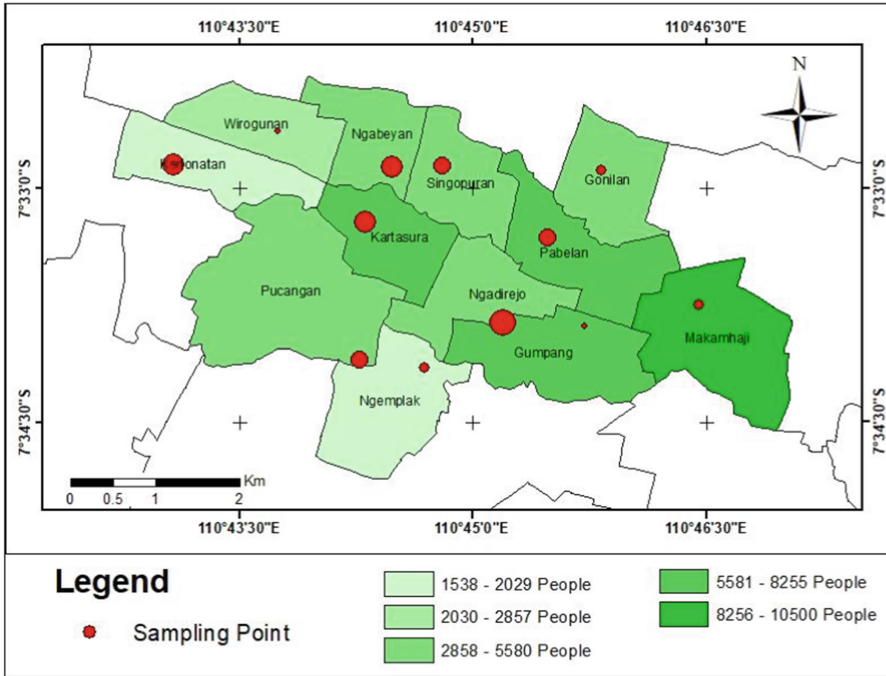 110°43'30"E 110°45'0"E 110°46'30"E
N
Wirogunan
Ngabeyan
Singopuran
Gonilan
7°33'0"S 7°33'0"S
Kartasura
Pabelan
Pucangan
Ngadirejo
Makamhaji
Gumpang
Ngemplak
7°34'30"S 7°34'30"S
Km
0 0.5 1 2
110°43'30"E 110°45'0"E 110°46'30"E
Legend
Sampling Point
1538 - 2029 People
2030 - 2857 People
2858 - 5580 People
5581 - 8255 People
8256 - 10500 People